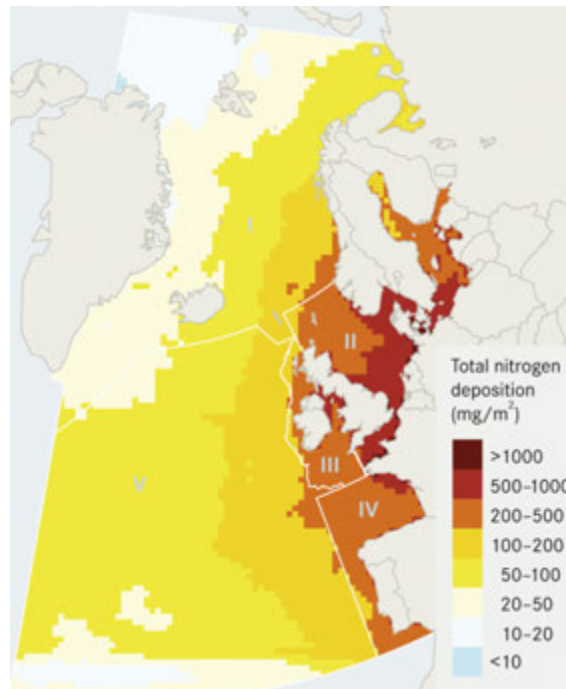 I
II
III
IV
V
Total nitrogen
deposition
(mg/m²)
>1000
500-1000
200-500
100-200
50-100
20-50
10-20
<10